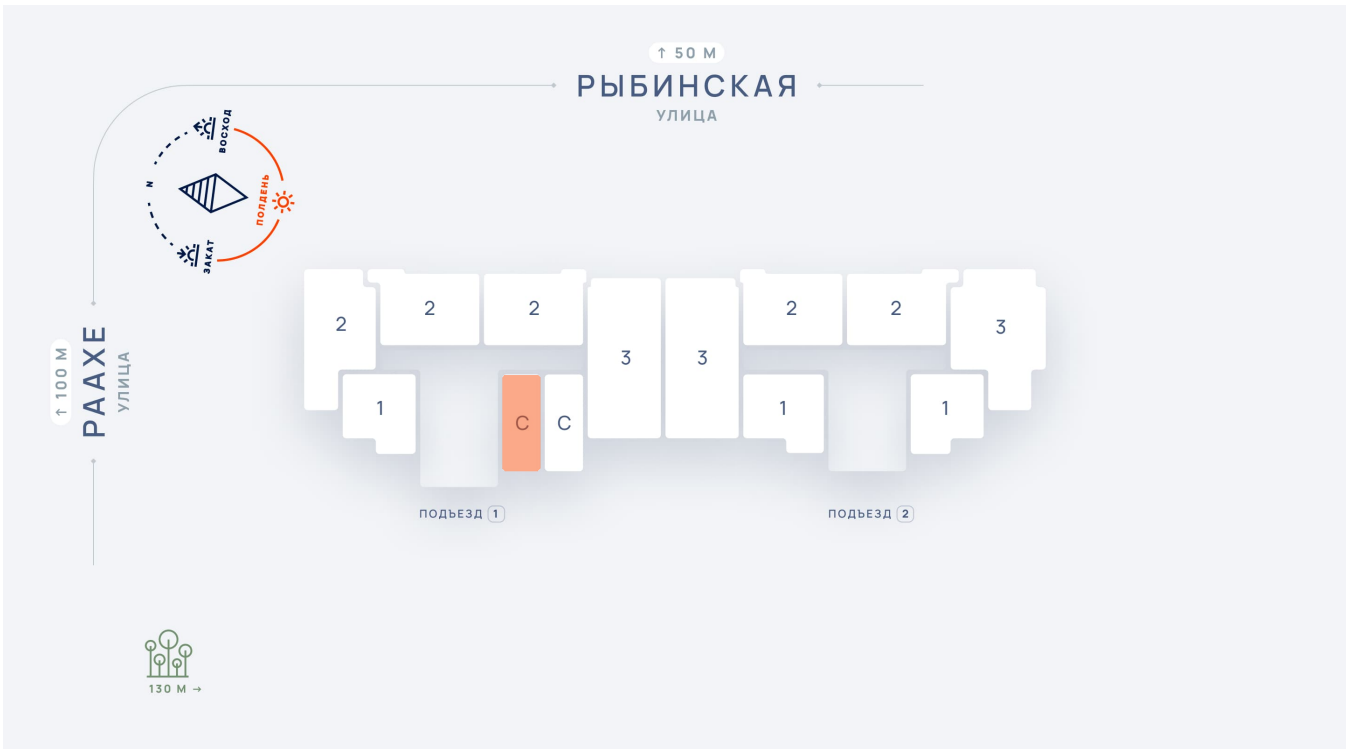 ↑ 50 М
РЫБИНСКАЯ
УЛИЦА
ВОСХОД
N
ПОЛДЕНЬ
ЗАКАТ
↑ 100 М
РААХЕ
УЛИЦА
2
2
2
3
3
2
2
3
1
С
С
1
1
ПОДЪЕЗД 1
ПОДЪЕЗД 2
130 М →